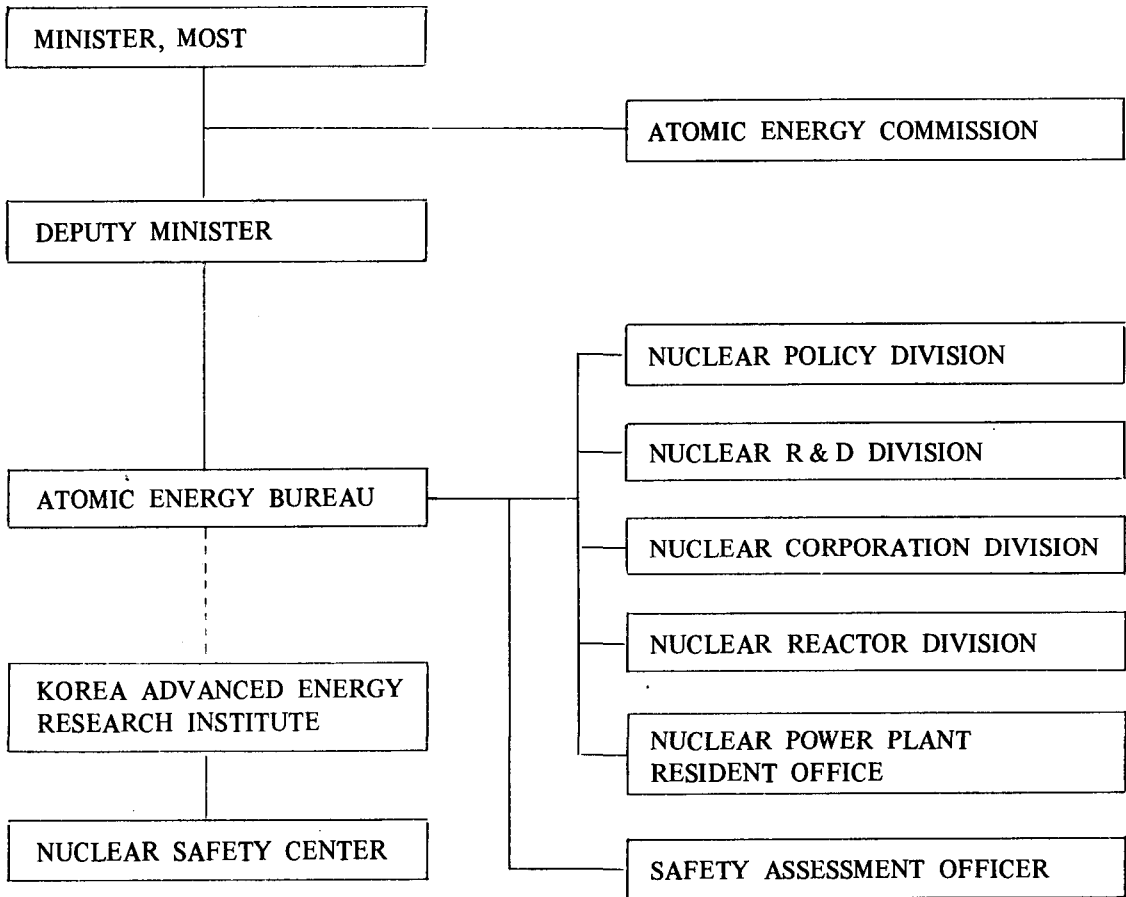 MINISTER, MOST
ATOMIC ENERGY COMMISSION
DEPUTY MINISTER
NUCLEAR POLICY DIVISION
NUCLEAR R & D DIVISION
ATOMIC ENERGY BUREAU
NUCLEAR CORPORATION DIVISION
NUCLEAR REACTOR DIVISION
KOREA ADVANCED ENERGY
RESEARCH INSTITUTE
NUCLEAR POWER PLANT
RESIDENT OFFICE
NUCLEAR SAFETY CENTER
SAFETY ASSESSMENT OFFICER